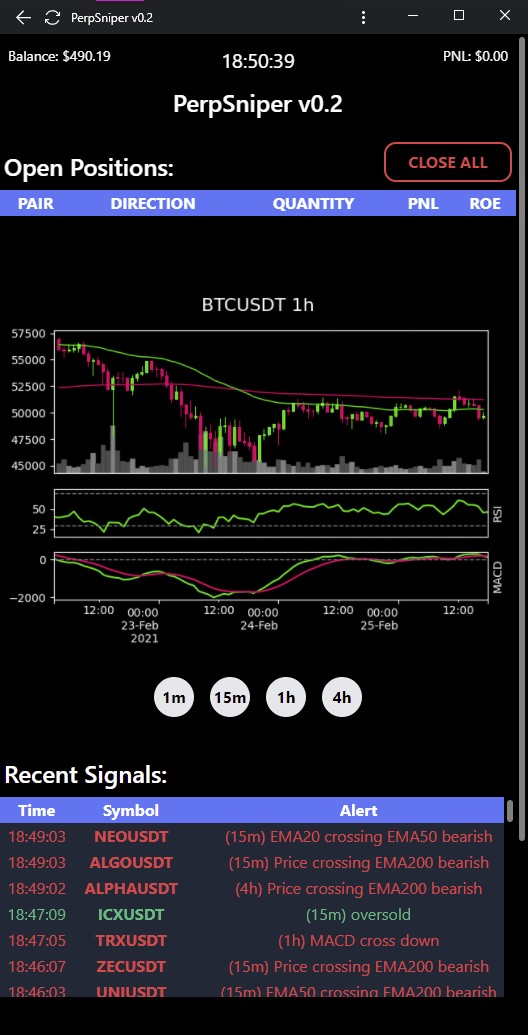 PerpSniper v0.2
Balance: $490.19
18:50:39
PNL: $0.00
PerpSniper v0.2
Open Positions:
CLOSE ALL
PAIR DIRECTION QUANTITY PNL ROE
BTCUSDT 1h
57500
55000
52500
50000
47500
45000
50
25
RSI
0
−2000
MACD
12:00 00:00 12:00 00:00 12:00 00:00 12:00
23-Feb 24-Feb 25-Feb
2021
1m 15m 1h 4h
Recent Signals:
Time Symbol Alert
18:49:03 NEOUSDT (15m) EMA20 crossing EMA50 bearish
18:49:03 ALGOUSDT (15m) Price crossing EMA200 bearish
18:49:02 ALPHAUSDT (4h) Price crossing EMA200 bearish
18:47:09 ICXUSDT (15m) oversold
18:47:05 TRXUSDT (1h) MACD cross down
18:46:07 ZECUSDT (15m) Price crossing EMA200 bearish
18:46:03 UNIUSDT (15m) EMA50 crossing EMA200 bearish